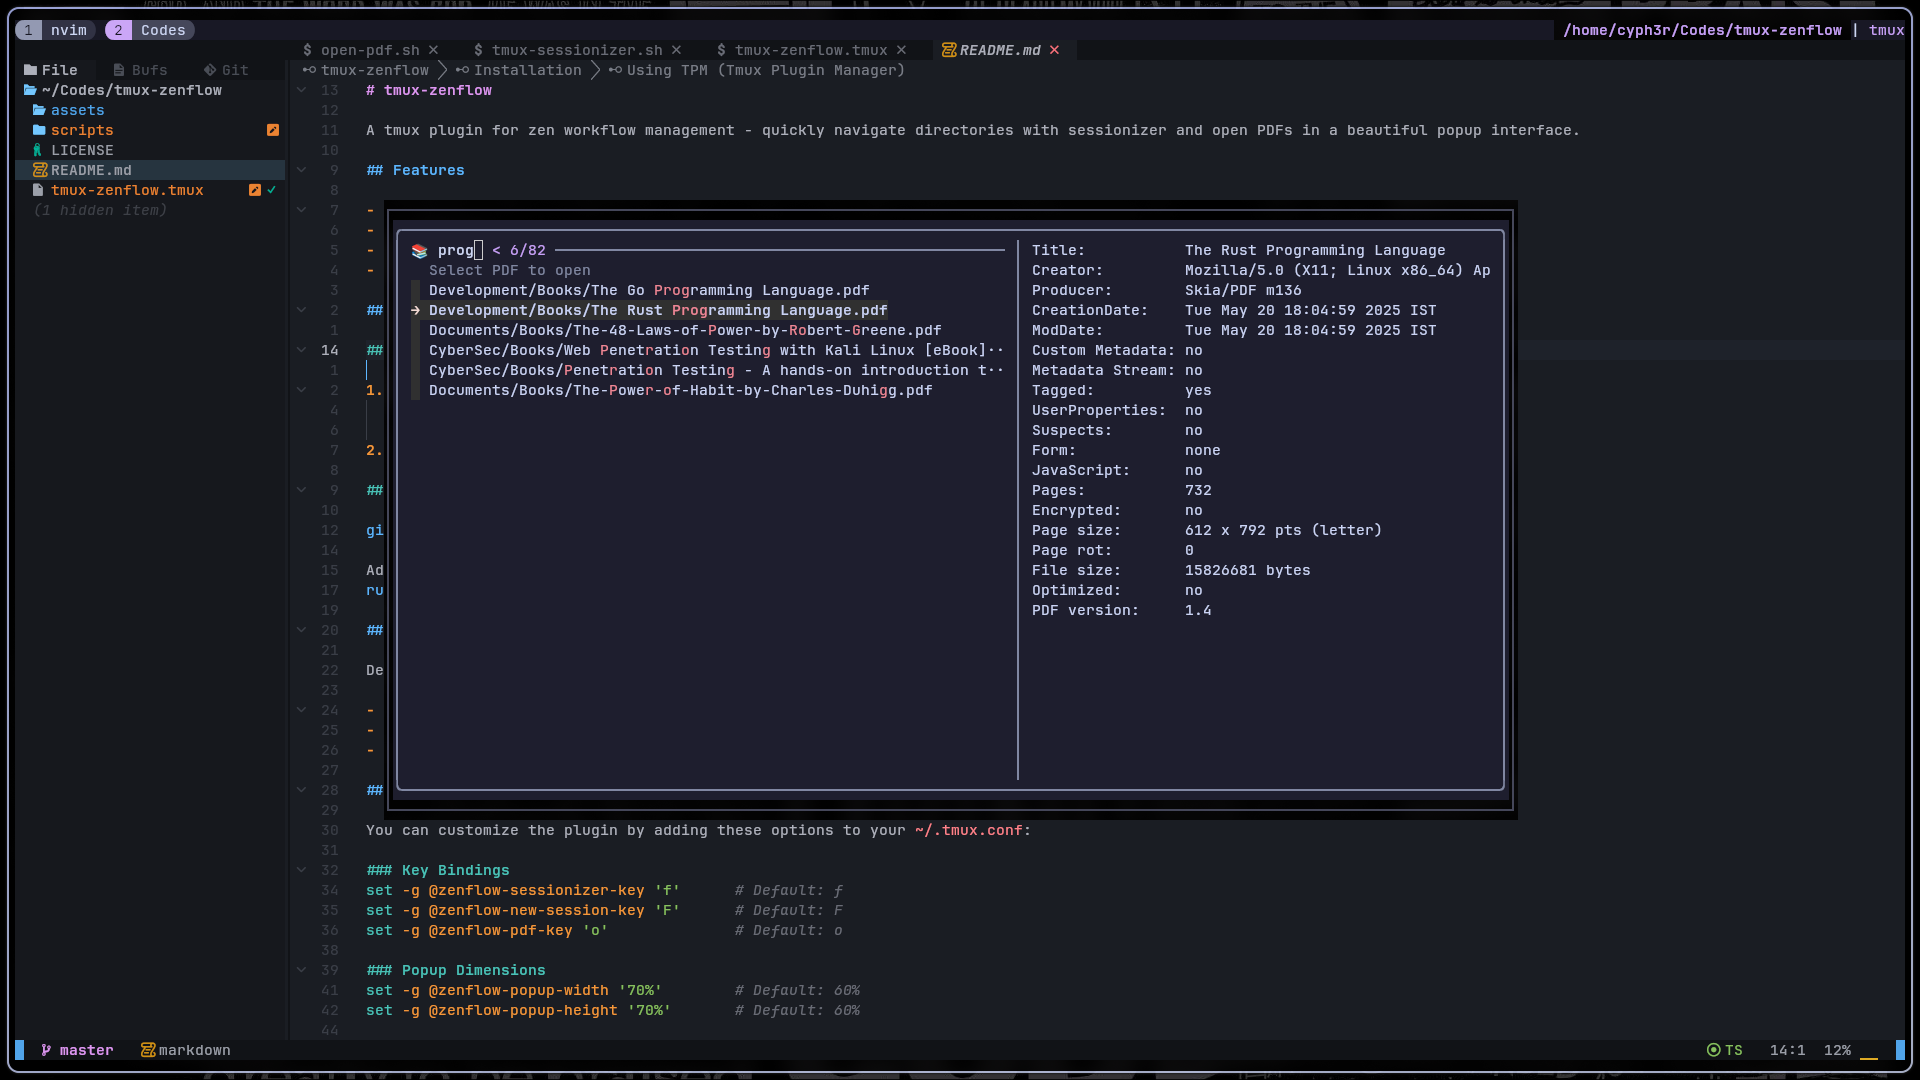 1 nvim 2 Codes /home/cyph3r/Codes/tmux-zenflow | tmux
$ open-pdf.sh ✕ $ tmux-sessionizer.sh ✕ $ tmux-zenflow.tmux ✕ README.md ✕
File Bufs Git
tmux-zenflow > Installation > Using TPM (Tmux Plugin Manager)
~/Codes/tmux-zenflow
assets
scripts
LICENSE
README.md
tmux-zenflow.tmux ✓
(1 hidden item)
13 # tmux-zenflow
12
11 A tmux plugin for zen workflow management - quickly navigate directories with sessionizer and open PDFs in a beautiful popup interface.
10
9 ## Features
8
7 -
6 -
5 -
4 -
3
2 ##
1
14 ##
1
2 1.
4
6
7 2.
8
9 ##
10
12 gi
14
15 Ad
17 ru
19
20 ##
21
22 De
23
24 -
25 -
26 -
27
28 ##
29
30 You can customize the plugin by adding these options to your ~/.tmux.conf:
31
32 ### Key Bindings
34 set -g @zenflow-sessionizer-key 'f' # Default: f
35 set -g @zenflow-new-session-key 'F' # Default: F
36 set -g @zenflow-pdf-key 'o' # Default: o
38
39 ### Popup Dimensions
41 set -g @zenflow-popup-width '70%' # Default: 60%
42 set -g @zenflow-popup-height '70%' # Default: 60%
44
prog < 6/82
Select PDF to open
Development/Books/The Go Programming Language.pdf
→ Development/Books/The Rust Programming Language.pdf
Documents/Books/The-48-Laws-of-Power-by-Robert-Greene.pdf
CyberSec/Books/Web Penetration Testing with Kali Linux [eBook]··
CyberSec/Books/Penetration Testing - A hands-on introduction t··
Documents/Books/The-Power-of-Habit-by-Charles-Duhigg.pdf
Title: The Rust Programming Language
Creator: Mozilla/5.0 (X11; Linux x86_64) Ap
Producer: Skia/PDF m136
CreationDate: Tue May 20 18:04:59 2025 IST
ModDate: Tue May 20 18:04:59 2025 IST
Custom Metadata: no
Metadata Stream: no
Tagged: yes
UserProperties: no
Suspects: no
Form: none
JavaScript: no
Pages: 732
Encrypted: no
Page size: 612 x 792 pts (letter)
Page rot: 0
File size: 15826681 bytes
Optimized: no
PDF version: 1.4
master markdown TS 14:1 12%